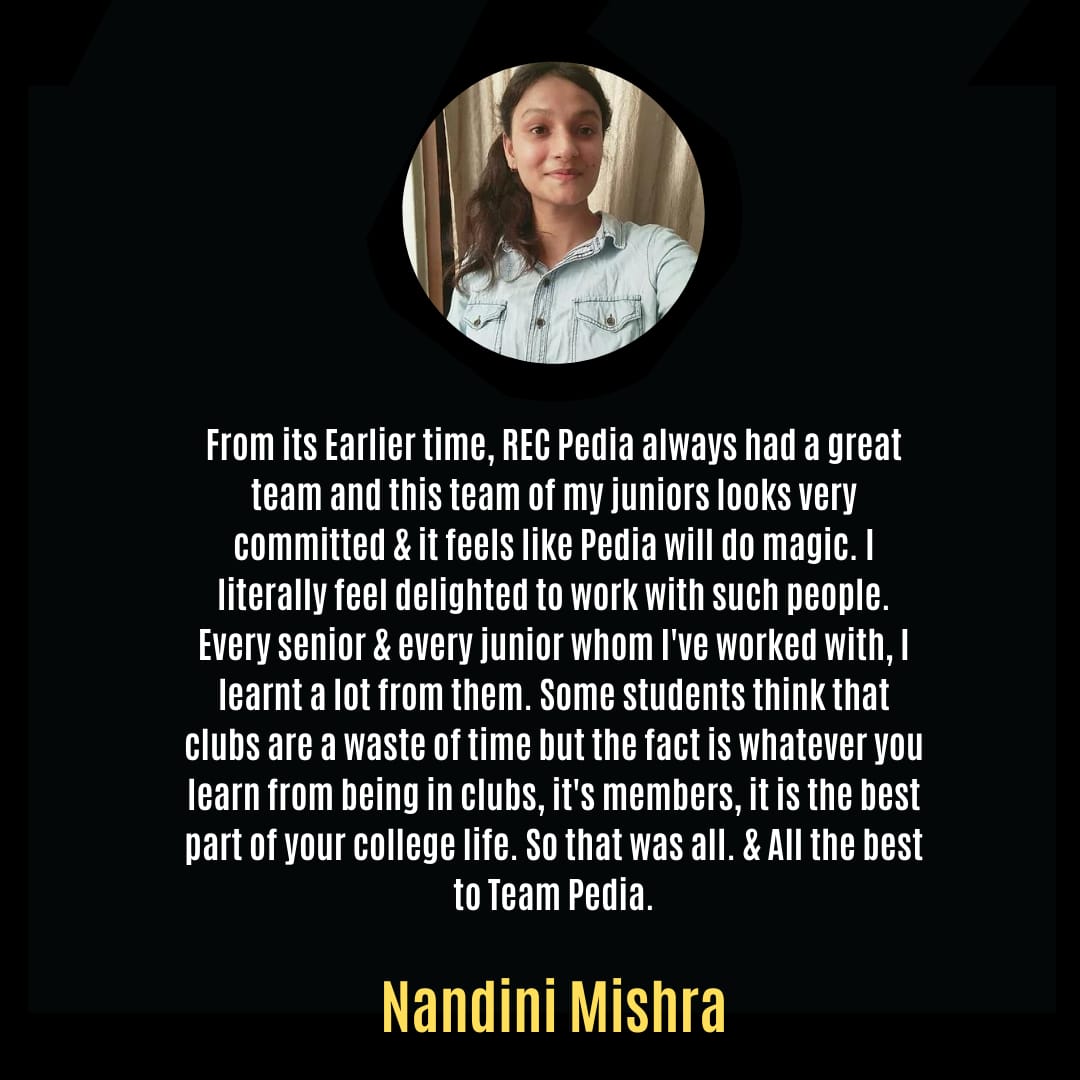 From its Earlier time, REC Pedia always had a great
team and this team of my juniors looks very
committed & it feels like Pedia will do magic. I
literally feel delighted to work with such people.
Every senior & every junior whom I've worked with, I
learnt a lot from them. Some students think that
clubs are a waste of time but the fact is whatever you
learn from being in clubs, it's members, it is the best
part of your college life. So that was all. & All the best
to Team Pedia.
Nandini Mishra